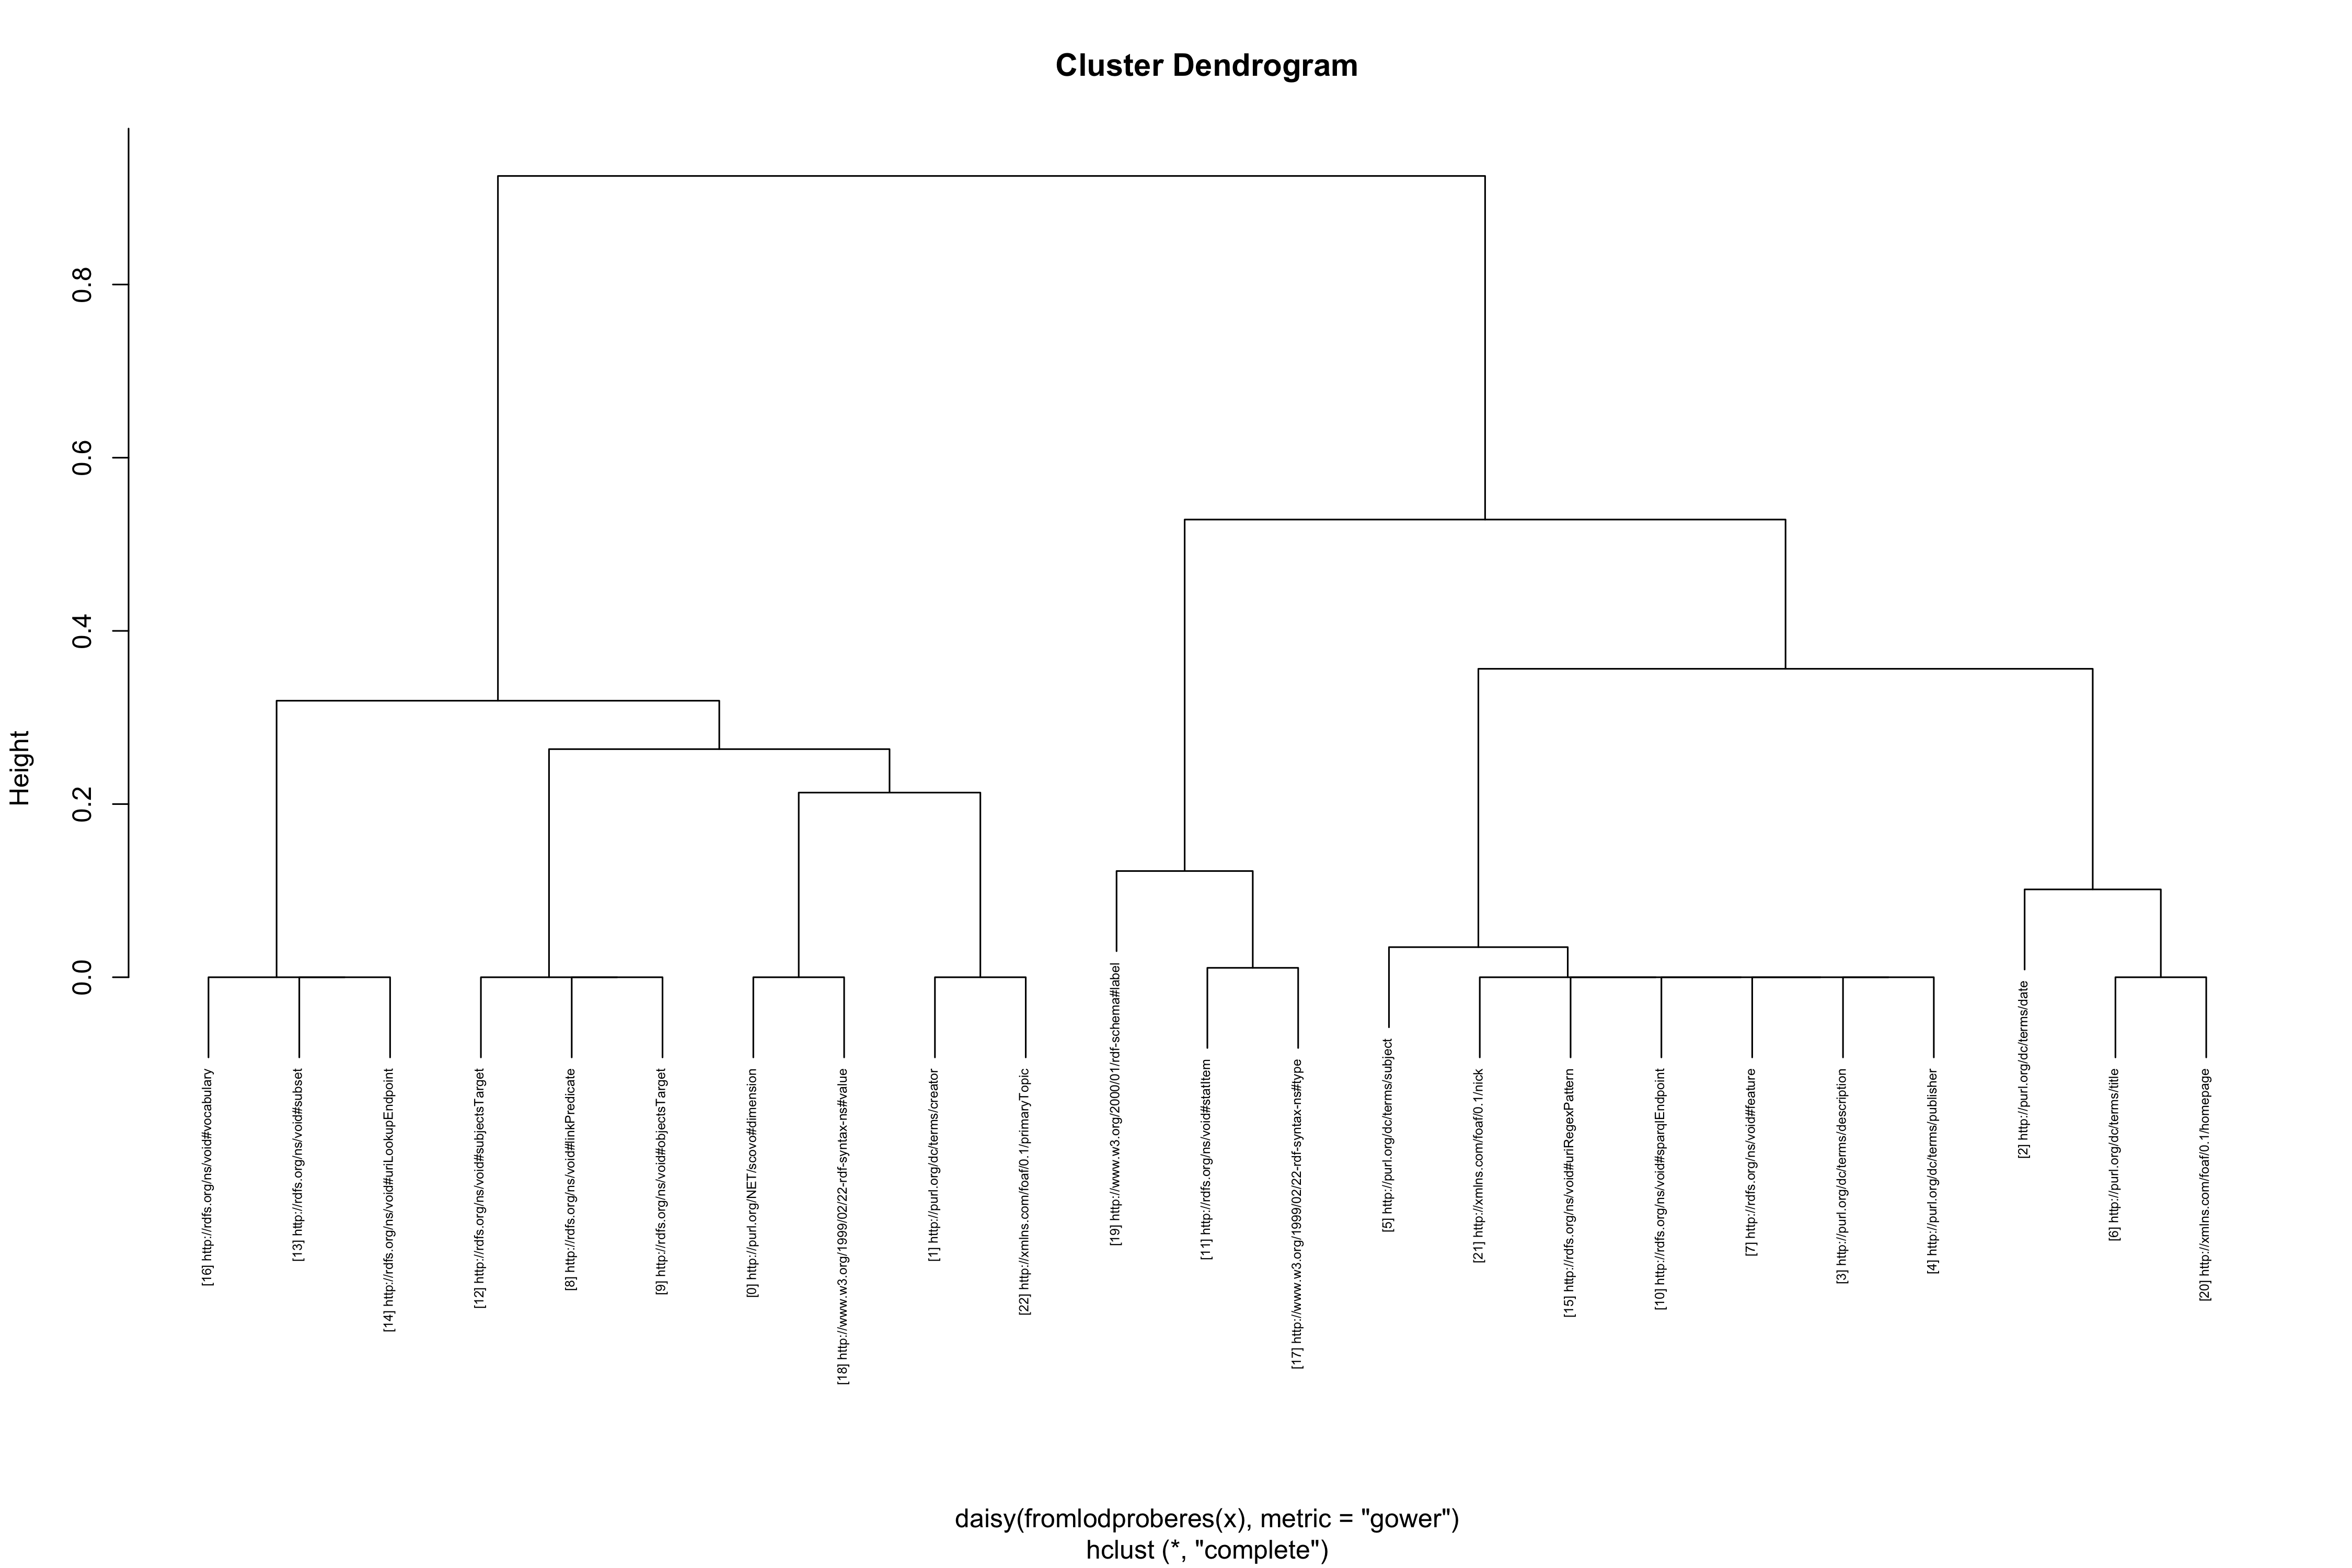 Cluster Dendrogram
Height
0.0
0.2
0.4
0.6
0.8
[16] http://rdfs.org/ns/void#vocabulary
[13] http://rdfs.org/ns/void#subset
[14] http://rdfs.org/ns/void#uriLookupEndpoint
[12] http://rdfs.org/ns/void#subjectsTarget
[8] http://rdfs.org/ns/void#linkPredicate
[9] http://rdfs.org/ns/void#objectsTarget
[0] http://purl.org/NET/scovo#dimension
[18] http://www.w3.org/1999/02/22-rdf-syntax-ns#value
[1] http://purl.org/dc/terms/creator
[22] http://xmlns.com/foaf/0.1/primaryTopic
[19] http://www.w3.org/2000/01/rdf-schema#label
[11] http://rdfs.org/ns/void#statItem
[17] http://www.w3.org/1999/02/22-rdf-syntax-ns#type
[5] http://purl.org/dc/terms/subject
[21] http://xmlns.com/foaf/0.1/nick
[15] http://rdfs.org/ns/void#uriRegexPattern
[10] http://rdfs.org/ns/void#sparqlEndpoint
[7] http://rdfs.org/ns/void#feature
[3] http://purl.org/dc/terms/description
[4] http://purl.org/dc/terms/publisher
[2] http://purl.org/dc/terms/date
[6] http://purl.org/dc/terms/title
[20] http://xmlns.com/foaf/0.1/homepage
daisy(fromlodproberes(x), metric = "gower")
hclust (*, "complete")